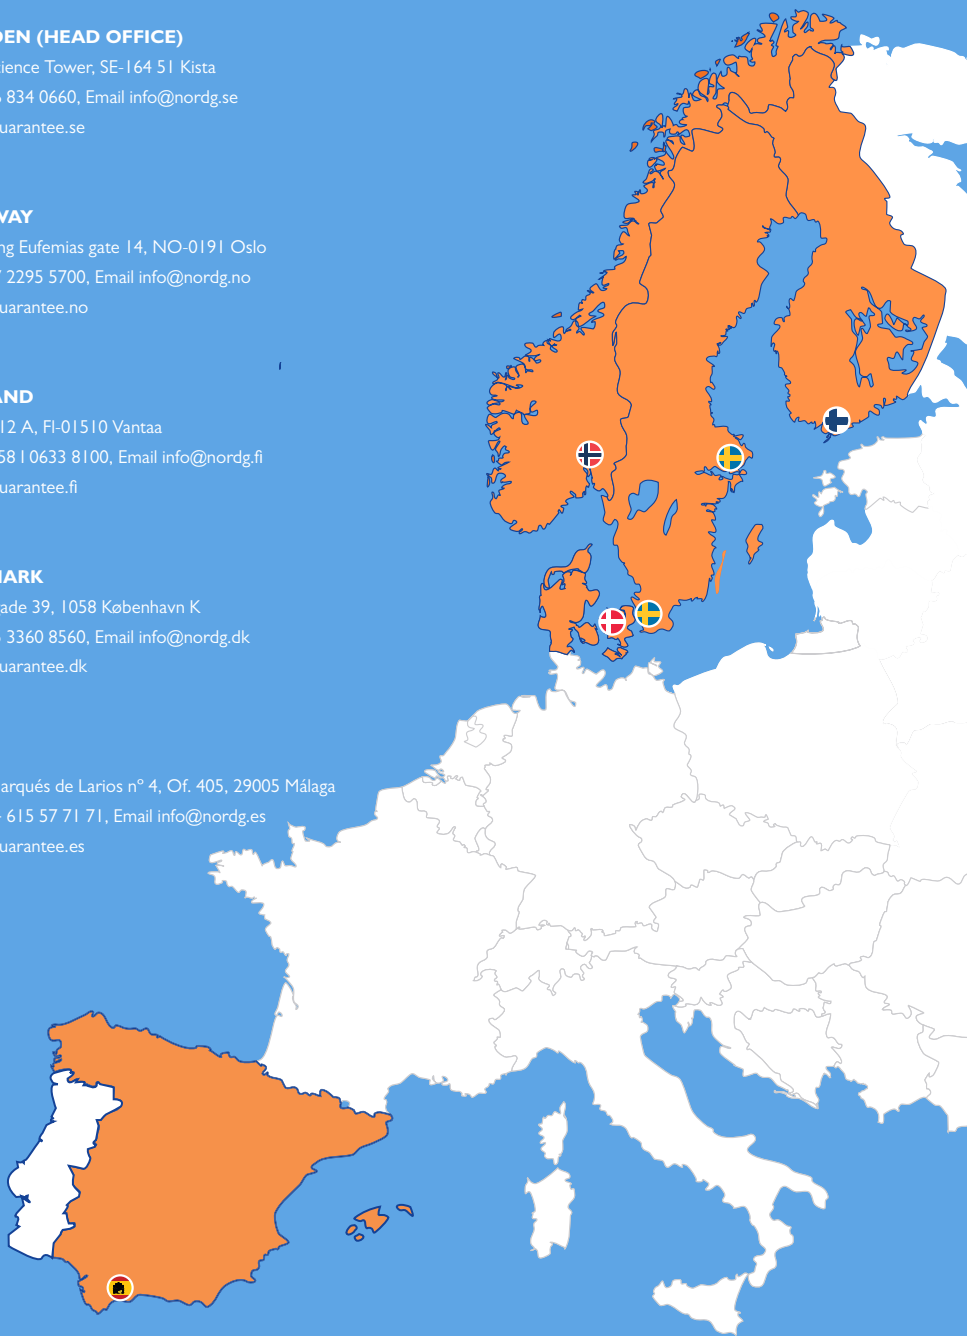 DEN (HEAD OFFICE)
ience Tower, SE-164 51 Kista
834 0660, Email info@nordg.se
uarantee.se
WAY
ng Eufemias gate 14, NO-0191 Oslo
2295 5700, Email info@nordg.no
uarantee.no
AND
12 A, FI-01510 Vantaa
58 10633 8100, Email info@nordg.fi
uarantee.fi
MARK
ade 39, 1058 København K
3360 8560, Email info@nordg.dk
uarantee.dk
arqués de Larios nº 4, Of. 405, 29005 Málaga
615 57 71 71, Email info@nordg.es
uarantee.es